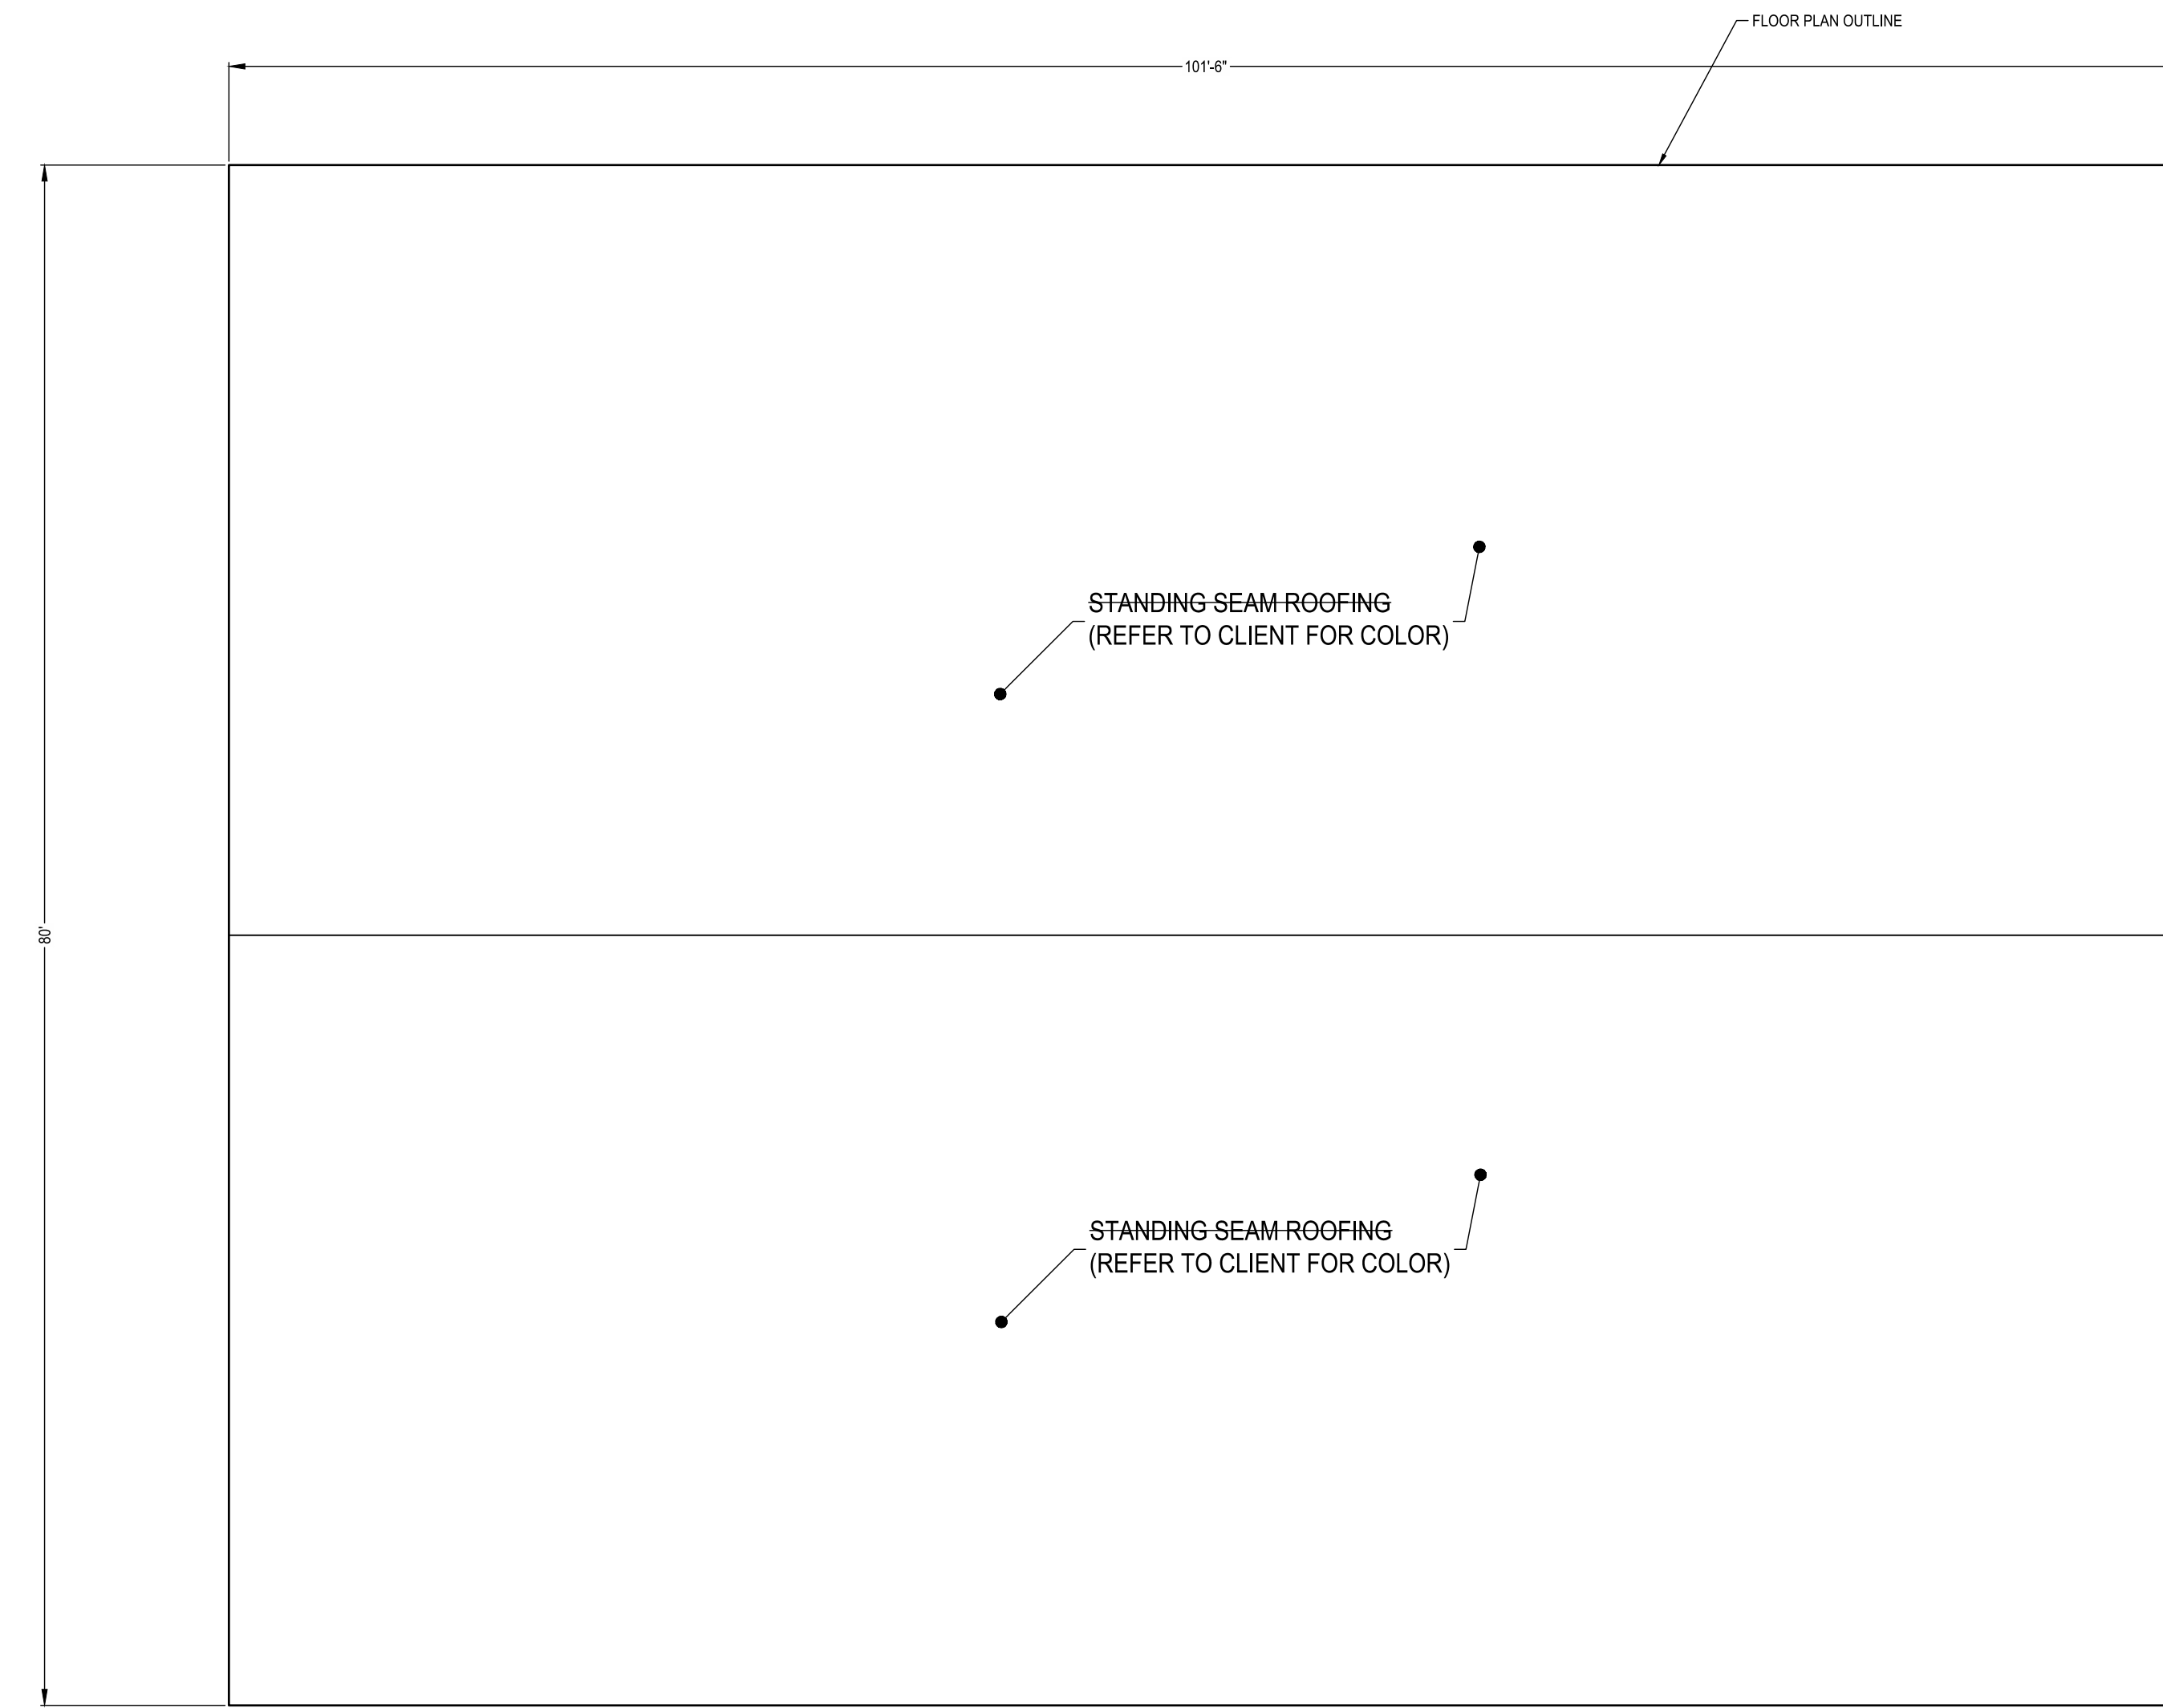 FLOOR PLAN OUTLINE
101'-6"
STANDING SEAM ROOFING
(REFER TO CLIENT FOR COLOR)
80'
STANDING SEAM ROOFING
(REFER TO CLIENT FOR COLOR)